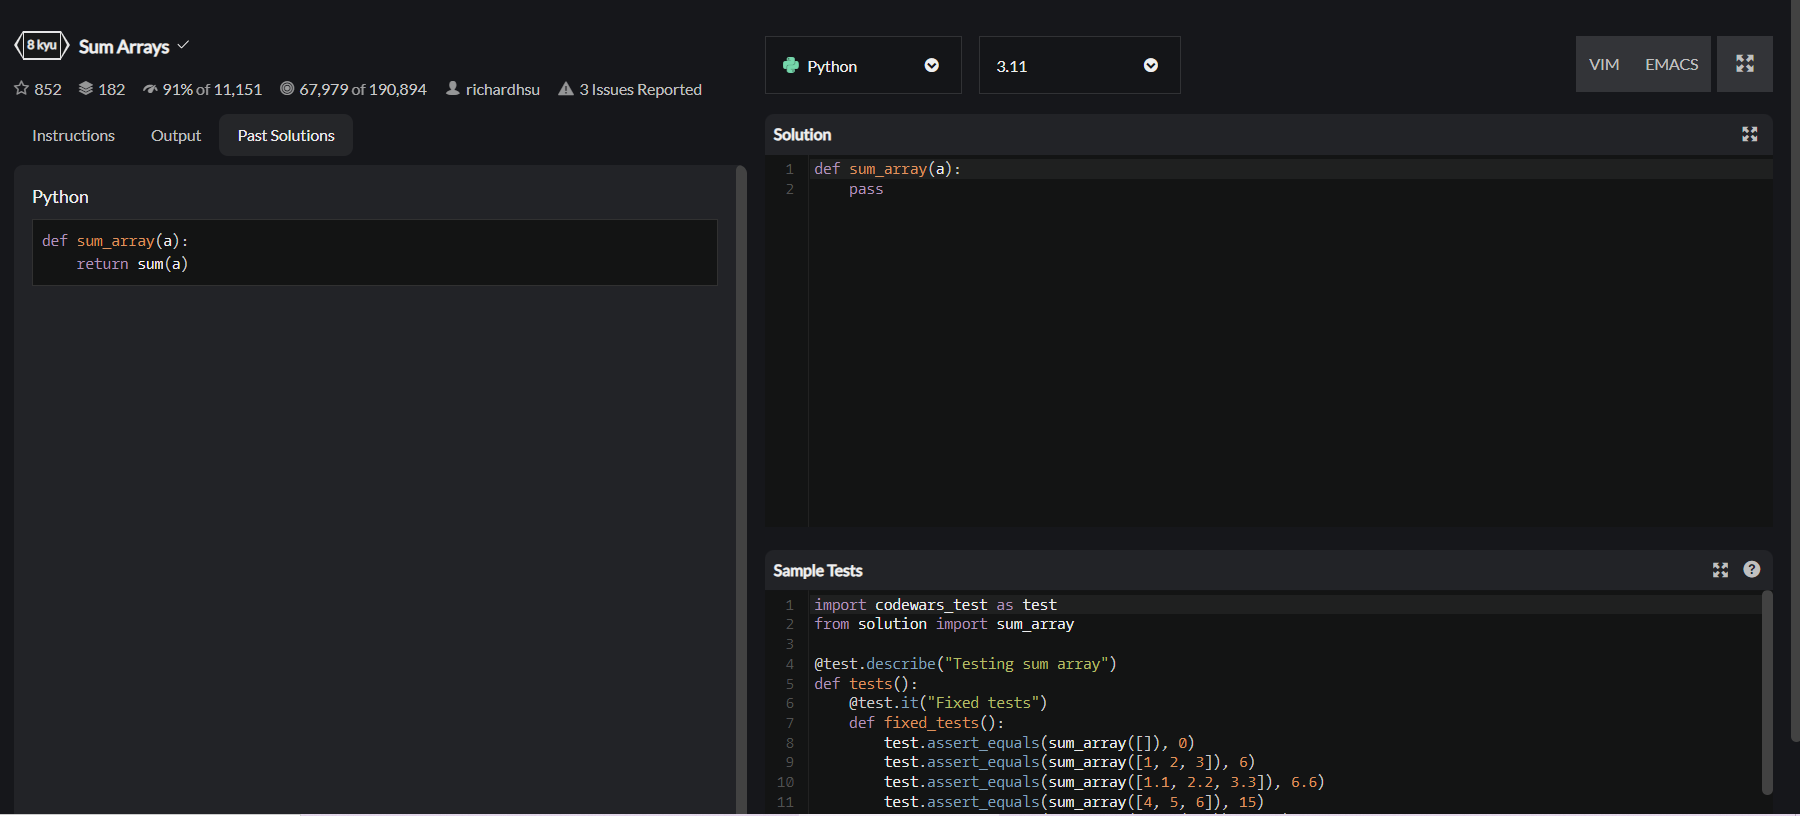 8 kyu Sum Arrays
852 182 91% of 11,151 67,979 of 190,894 richardhsu 3 Issues Reported
Instructions Output Past Solutions
Python
def sum_array(a):
    return sum(a)
Python 3.11 VIM EMACS
Solution
1 def sum_array(a):
2     pass
Sample Tests ?
1 import codewars_test as test
2 from solution import sum_array
3
4 @test.describe("Testing sum array")
5 def tests():
6     @test.it("Fixed tests")
7     def fixed_tests():
8         test.assert_equals(sum_array([]), 0)
9         test.assert_equals(sum_array([1, 2, 3]), 6)
10         test.assert_equals(sum_array([1.1, 2.2, 3.3]), 6.6)
11         test.assert_equals(sum_array([4, 5, 6]), 15)